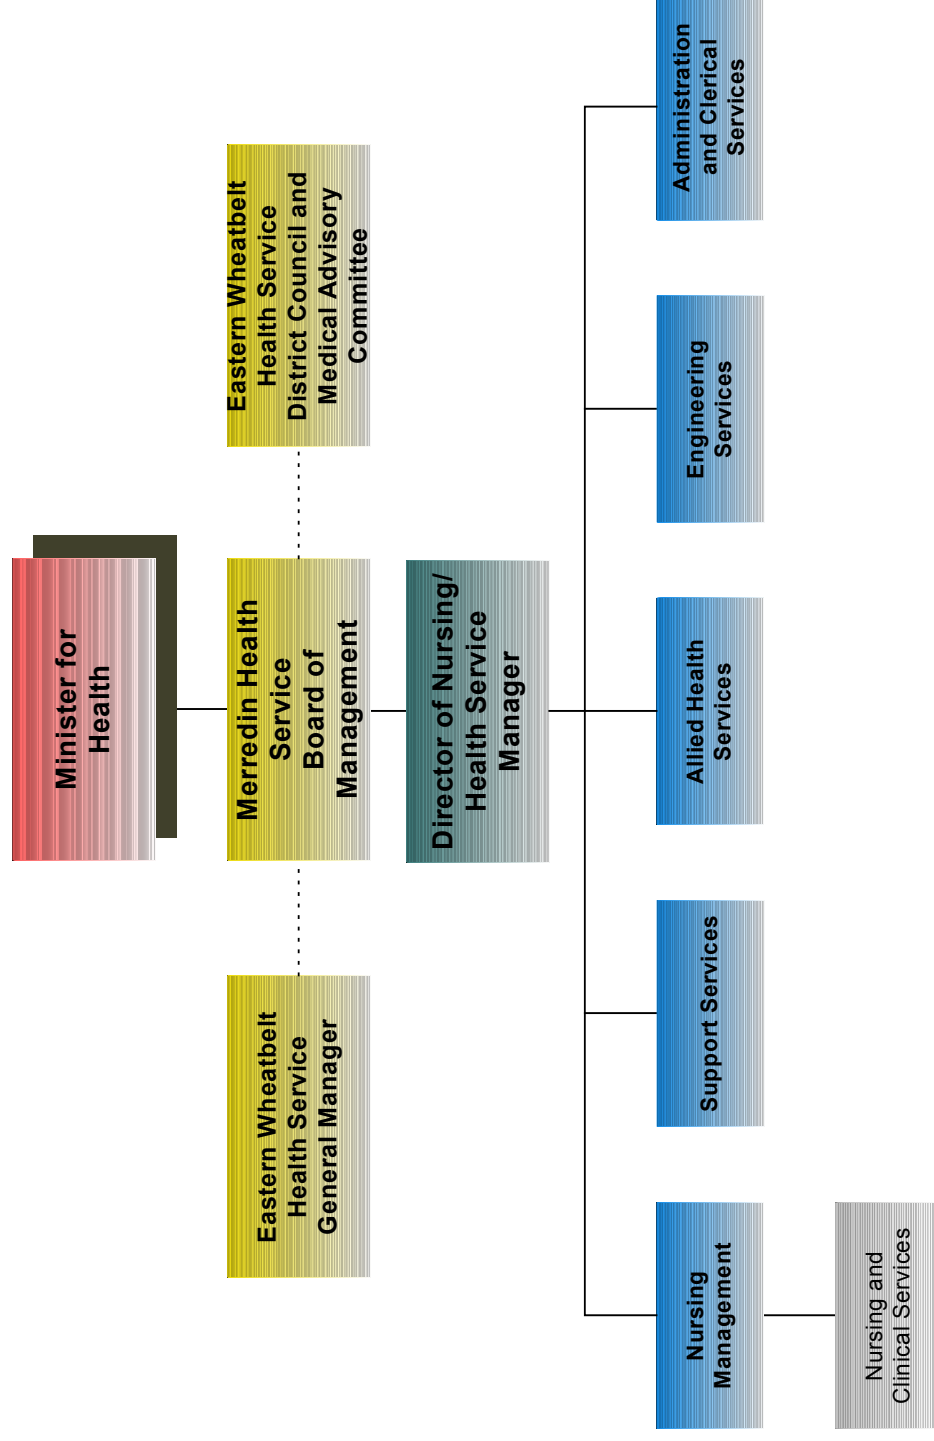 Minister for
Health
Eastern Wheatbelt
Health Service
General Manager
Merredin Health
Service
Board of
Management
Eastern Wheatbelt
Health Service
District Council and
Medical Advisory
Committee
Director of Nursing/
Health Service
Manager
Nursing
Management
Support Services
Allied Health
Services
Engineering
Services
Administration
and Clerical
Services
Nursing and
Clinical Services